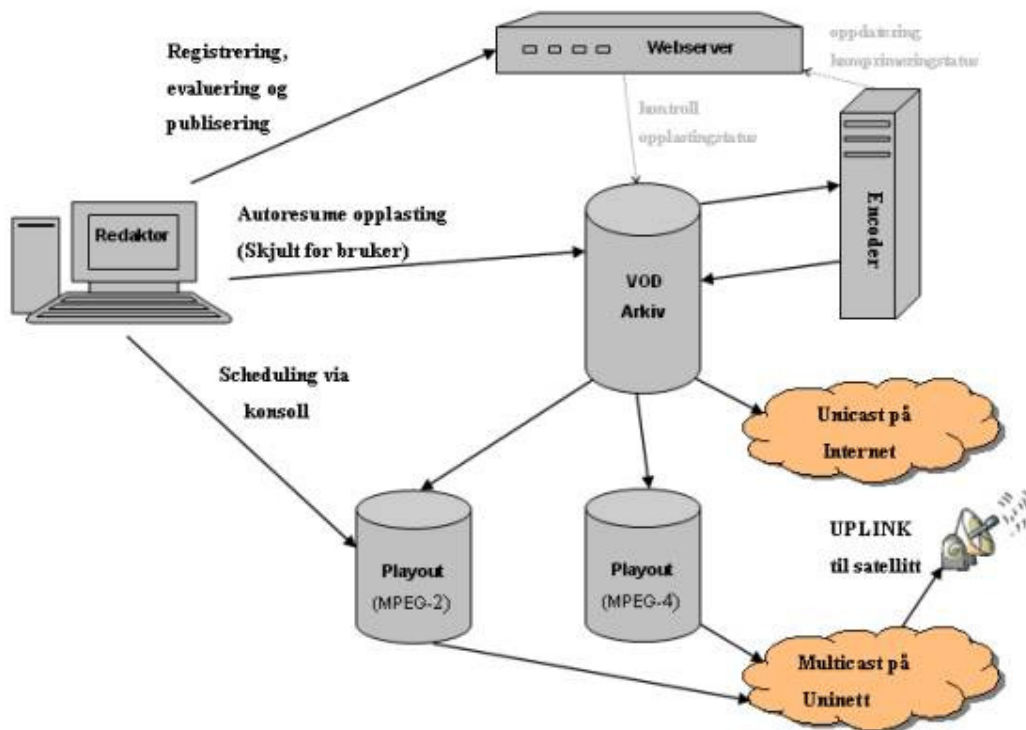 Registrering,
evaluering og
publisering
Webserver
oppdatering
komprimeringstatus
kontroll
opplastingstatus
Redaktør
Autoresume opplasting
(Skjult for bruker)
VOD
Arkiv
Encoder
Scheduling via
konsoll
Unicast på
Internet
Playout
(MPEG-2)
Playout
(MPEG-4)
UPLINK
til satellitt
Multicast på
Uninett